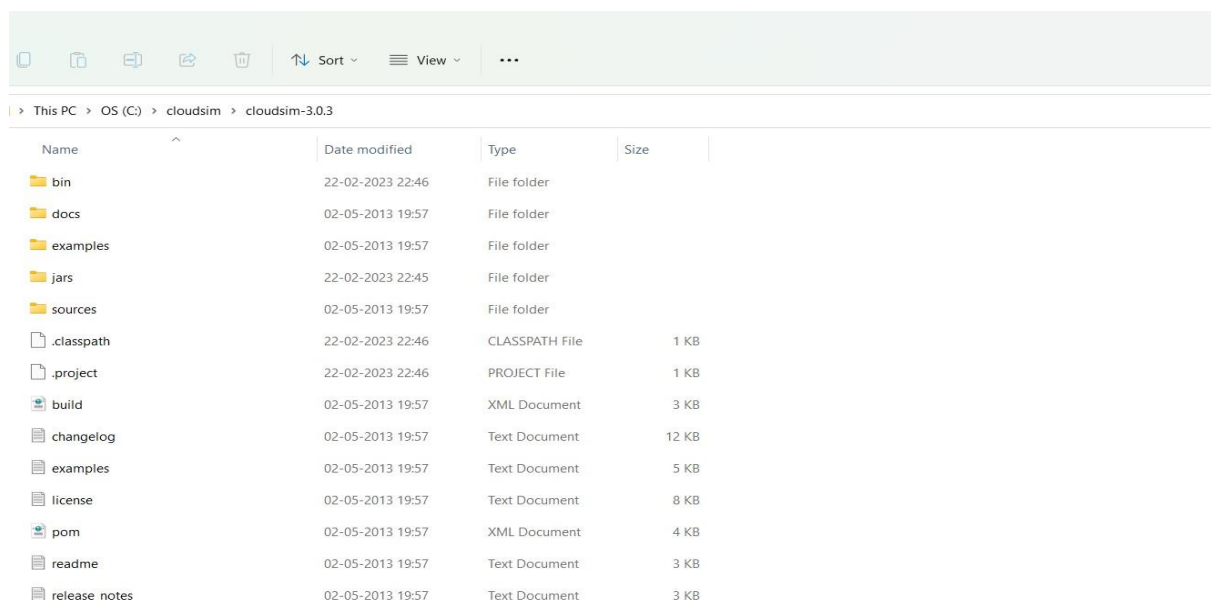 Sort View ...
This PC > OS (C:) > cloudsim > cloudsim-3.0.3
Name Date modified Type Size
bin 22-02-2023 22:46 File folder
docs 02-05-2013 19:57 File folder
examples 02-05-2013 19:57 File folder
jars 22-02-2023 22:45 File folder
sources 02-05-2013 19:57 File folder
.classpath 22-02-2023 22:46 CLASSPATH File 1 KB
.project 22-02-2023 22:46 PROJECT File 1 KB
build 02-05-2013 19:57 XML Document 3 KB
changelog 02-05-2013 19:57 Text Document 12 KB
examples 02-05-2013 19:57 Text Document 5 KB
license 02-05-2013 19:57 Text Document 8 KB
pom 02-05-2013 19:57 XML Document 4 KB
readme 02-05-2013 19:57 Text Document 3 KB
release_notes 02-05-2013 19:57 Text Document 3 KB